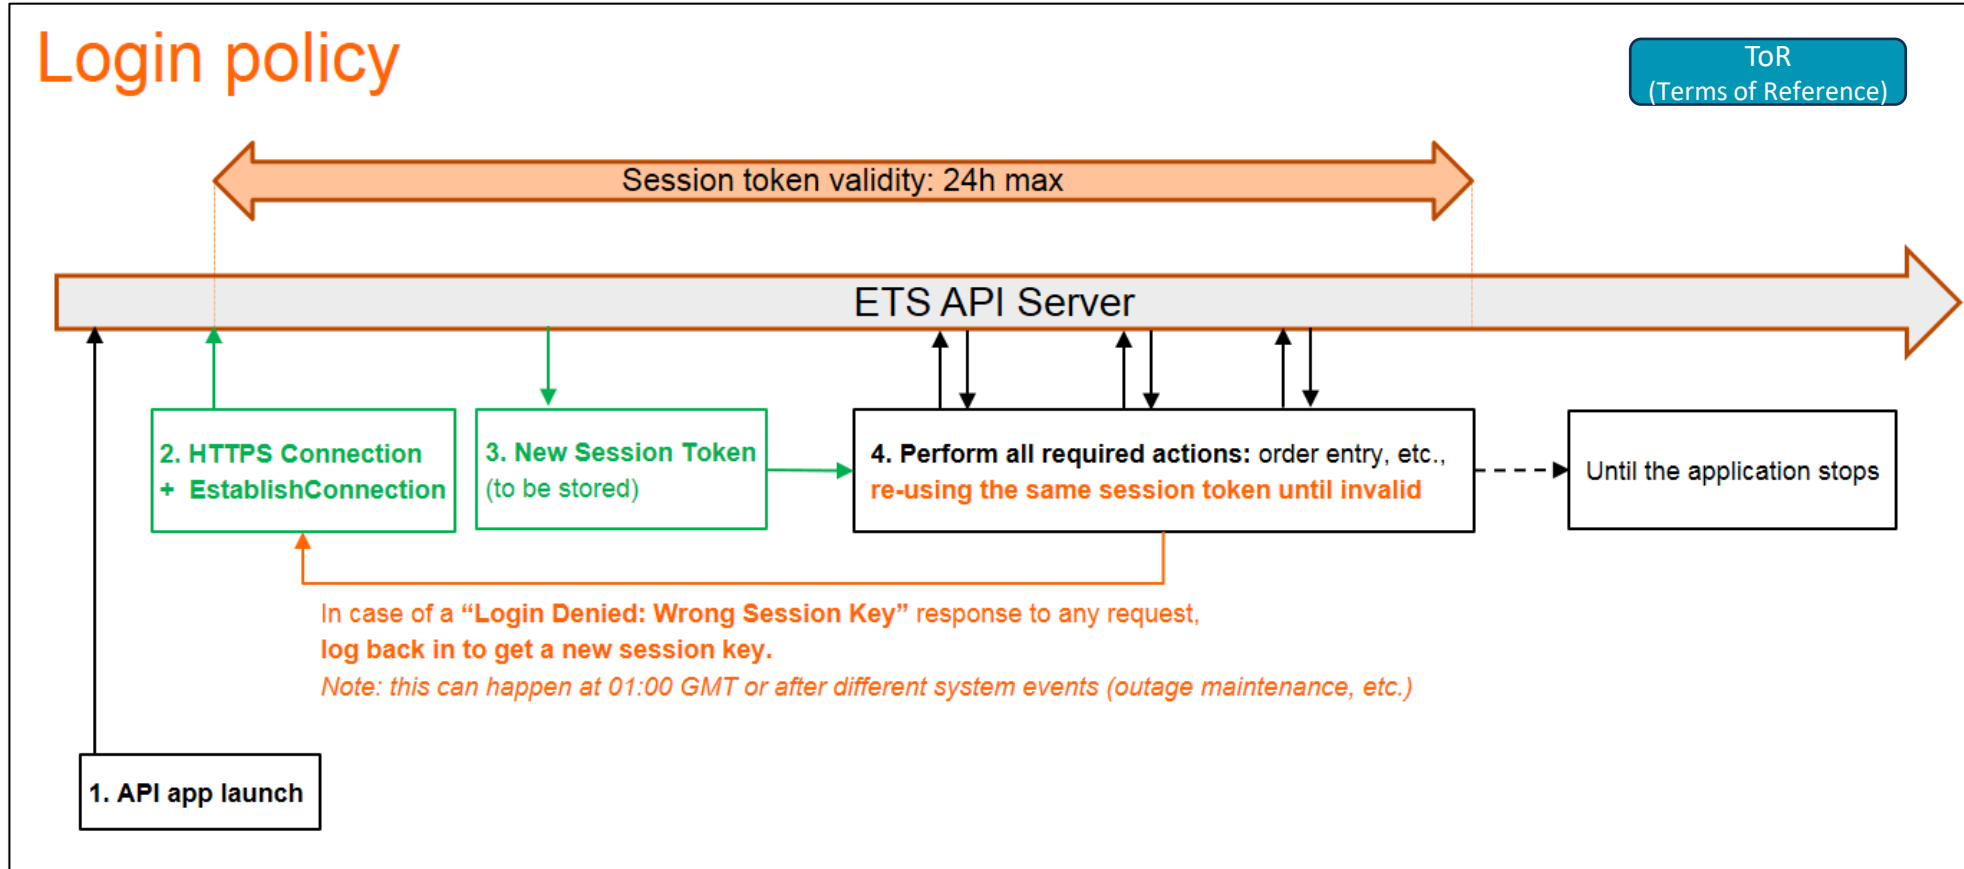 Login policy
ToR
(Terms of Reference)
Session token validity: 24h max
ETS API Server
2. HTTPS Connection
+ EstablishConnection
3. New Session Token
(to be stored)
4. Perform all required actions: order entry, etc.,
re-using the same session token until invalid
Until the application stops
In case of a “Login Denied: Wrong Session Key” response to any request,
log back in to get a new session key.
Note: this can happen at 01:00 GMT or after different system events (outage maintenance, etc.)
1. API app launch